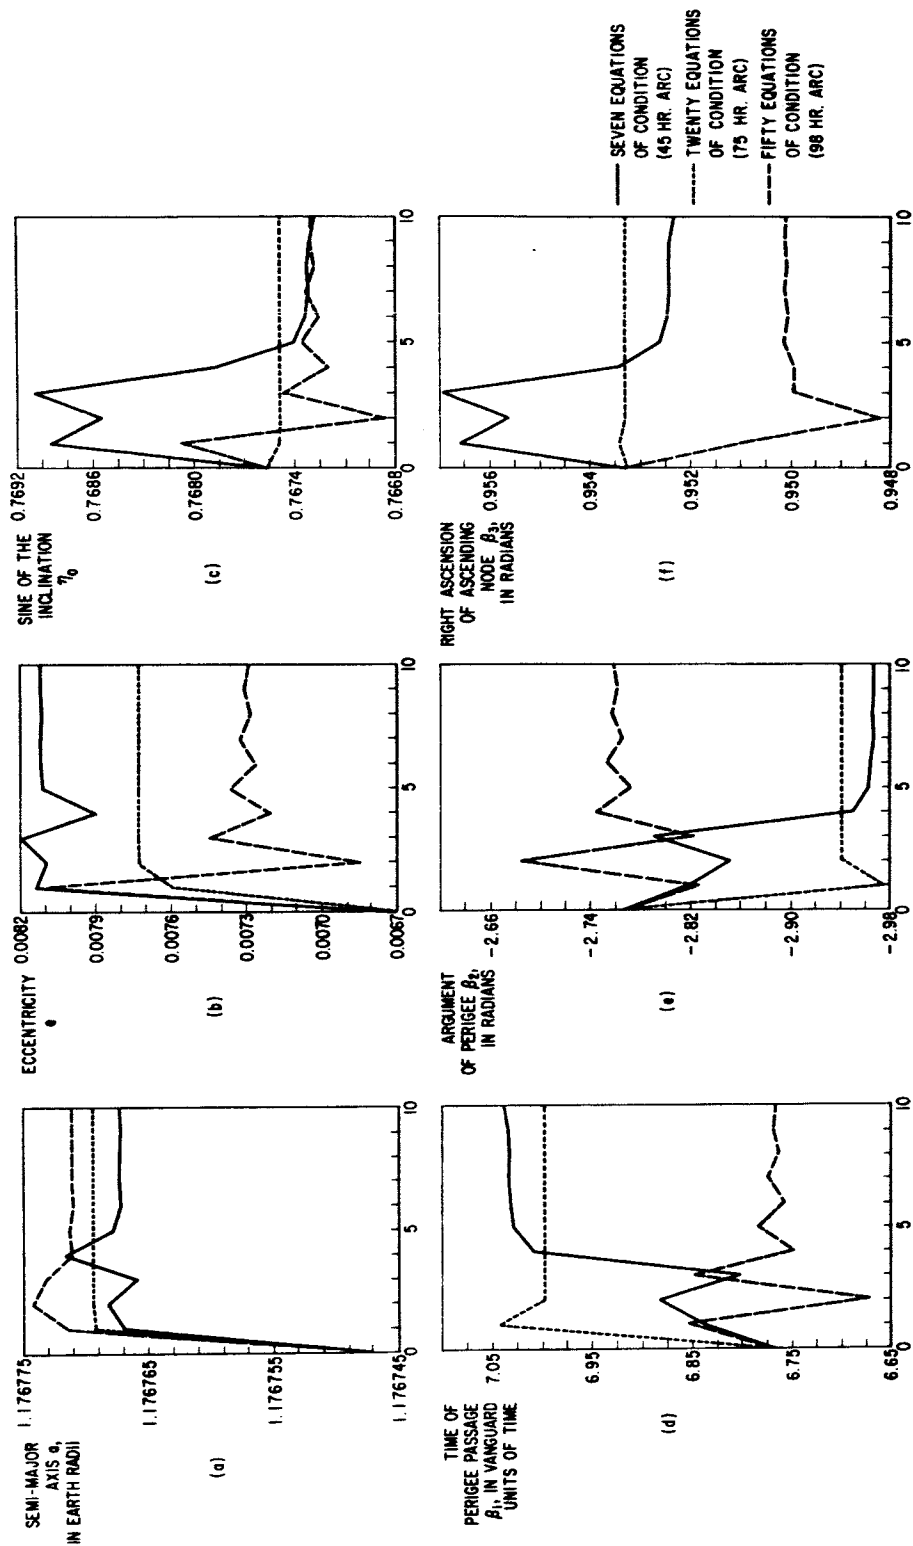 SEMI-MAJOR
AXIS a,
IN EARTH RADII
(a)
1.176775
1.176765
1.176755
1.176745
0
5
10
ECCENTRICITY
e
(b)
0.0082
0.0079
0.0076
0.0073
0.0070
0.0067
0
5
10
SINE OF THE
INCLINATION
η₀
(c)
0.7692
0.7686
0.7680
0.7674
0.7668
0
5
10
TIME OF
PERIGEE PASSAGE
β₁, IN VANGUARD
UNITS OF TIME
(d)
7.05
6.95
6.85
6.75
6.65
0
5
10
ARGUMENT
OF PERIGEE β₂,
IN RADIANS
(e)
-2.66
-2.74
-2.82
-2.90
-2.98
0
5
10
RIGHT ASCENSION
OF ASCENDING
NODE β₃,
IN RADIANS
(f)
0.956
0.954
0.952
0.950
0.948
0
5
10
SEVEN EQUATIONS
OF CONDITION
(45 HR. ARC)
TWENTY EQUATIONS
OF CONDITION
(75 HR. ARC)
FIFTY EQUATIONS
OF CONDITION
(98 HR. ARC)